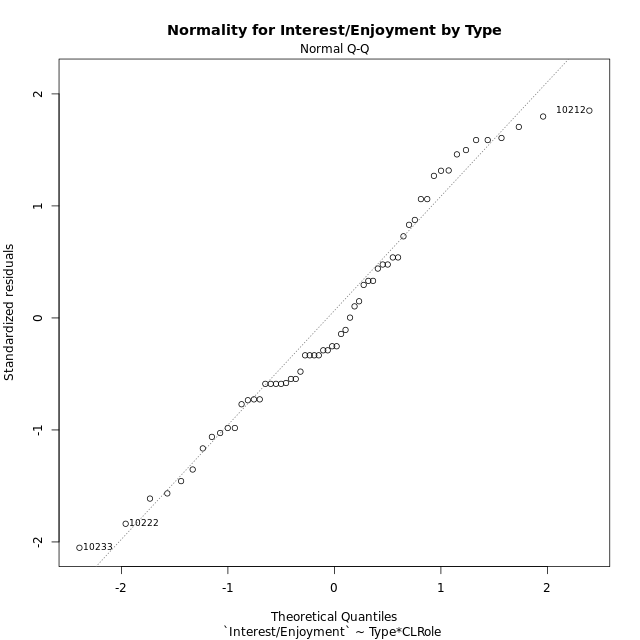 Normality for Interest/Enjoyment by Type
Normal Q-Q
2
10212
1
0
-1
10222
-2
10233
-2 -1 0 1 2
Standardized residuals
Theoretical Quantiles
`Interest/Enjoyment` ~ Type*CLRole